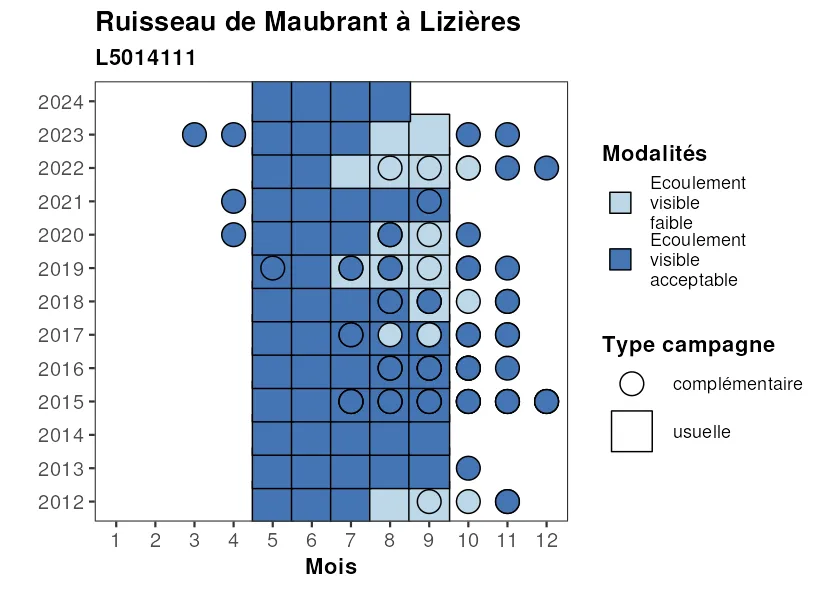 Ruisseau de Maubrant à Lizières
L5014111
2024
2023
2022
2021
2020
2019
2018
2017
2016
2015
2014
2013
2012
1 2 3 4 5 6 7 8 9 10 11 12
Mois
Modalités
Ecoulement
visible
faible
Ecoulement
visible
acceptable
Type campagne
complémentaire
usuelle